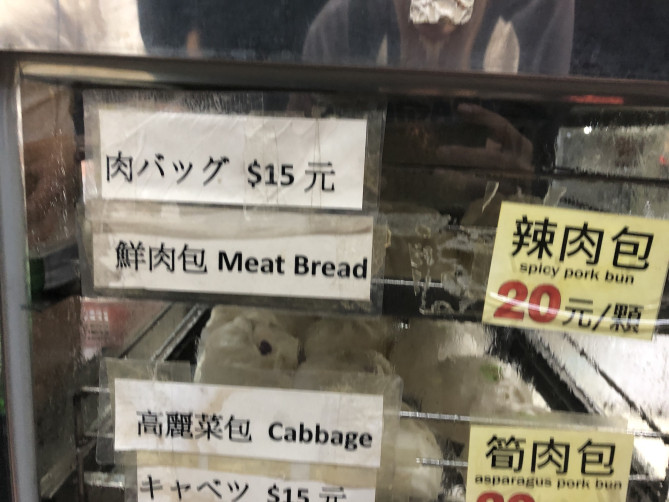 肉バッグ $15 元
鮮肉包 Meat Bread
辣肉包
spicy pork bun
20元/顆
高麗菜包 Cabbage
キャベツ $15 元
筍肉包
asparagus pork bun